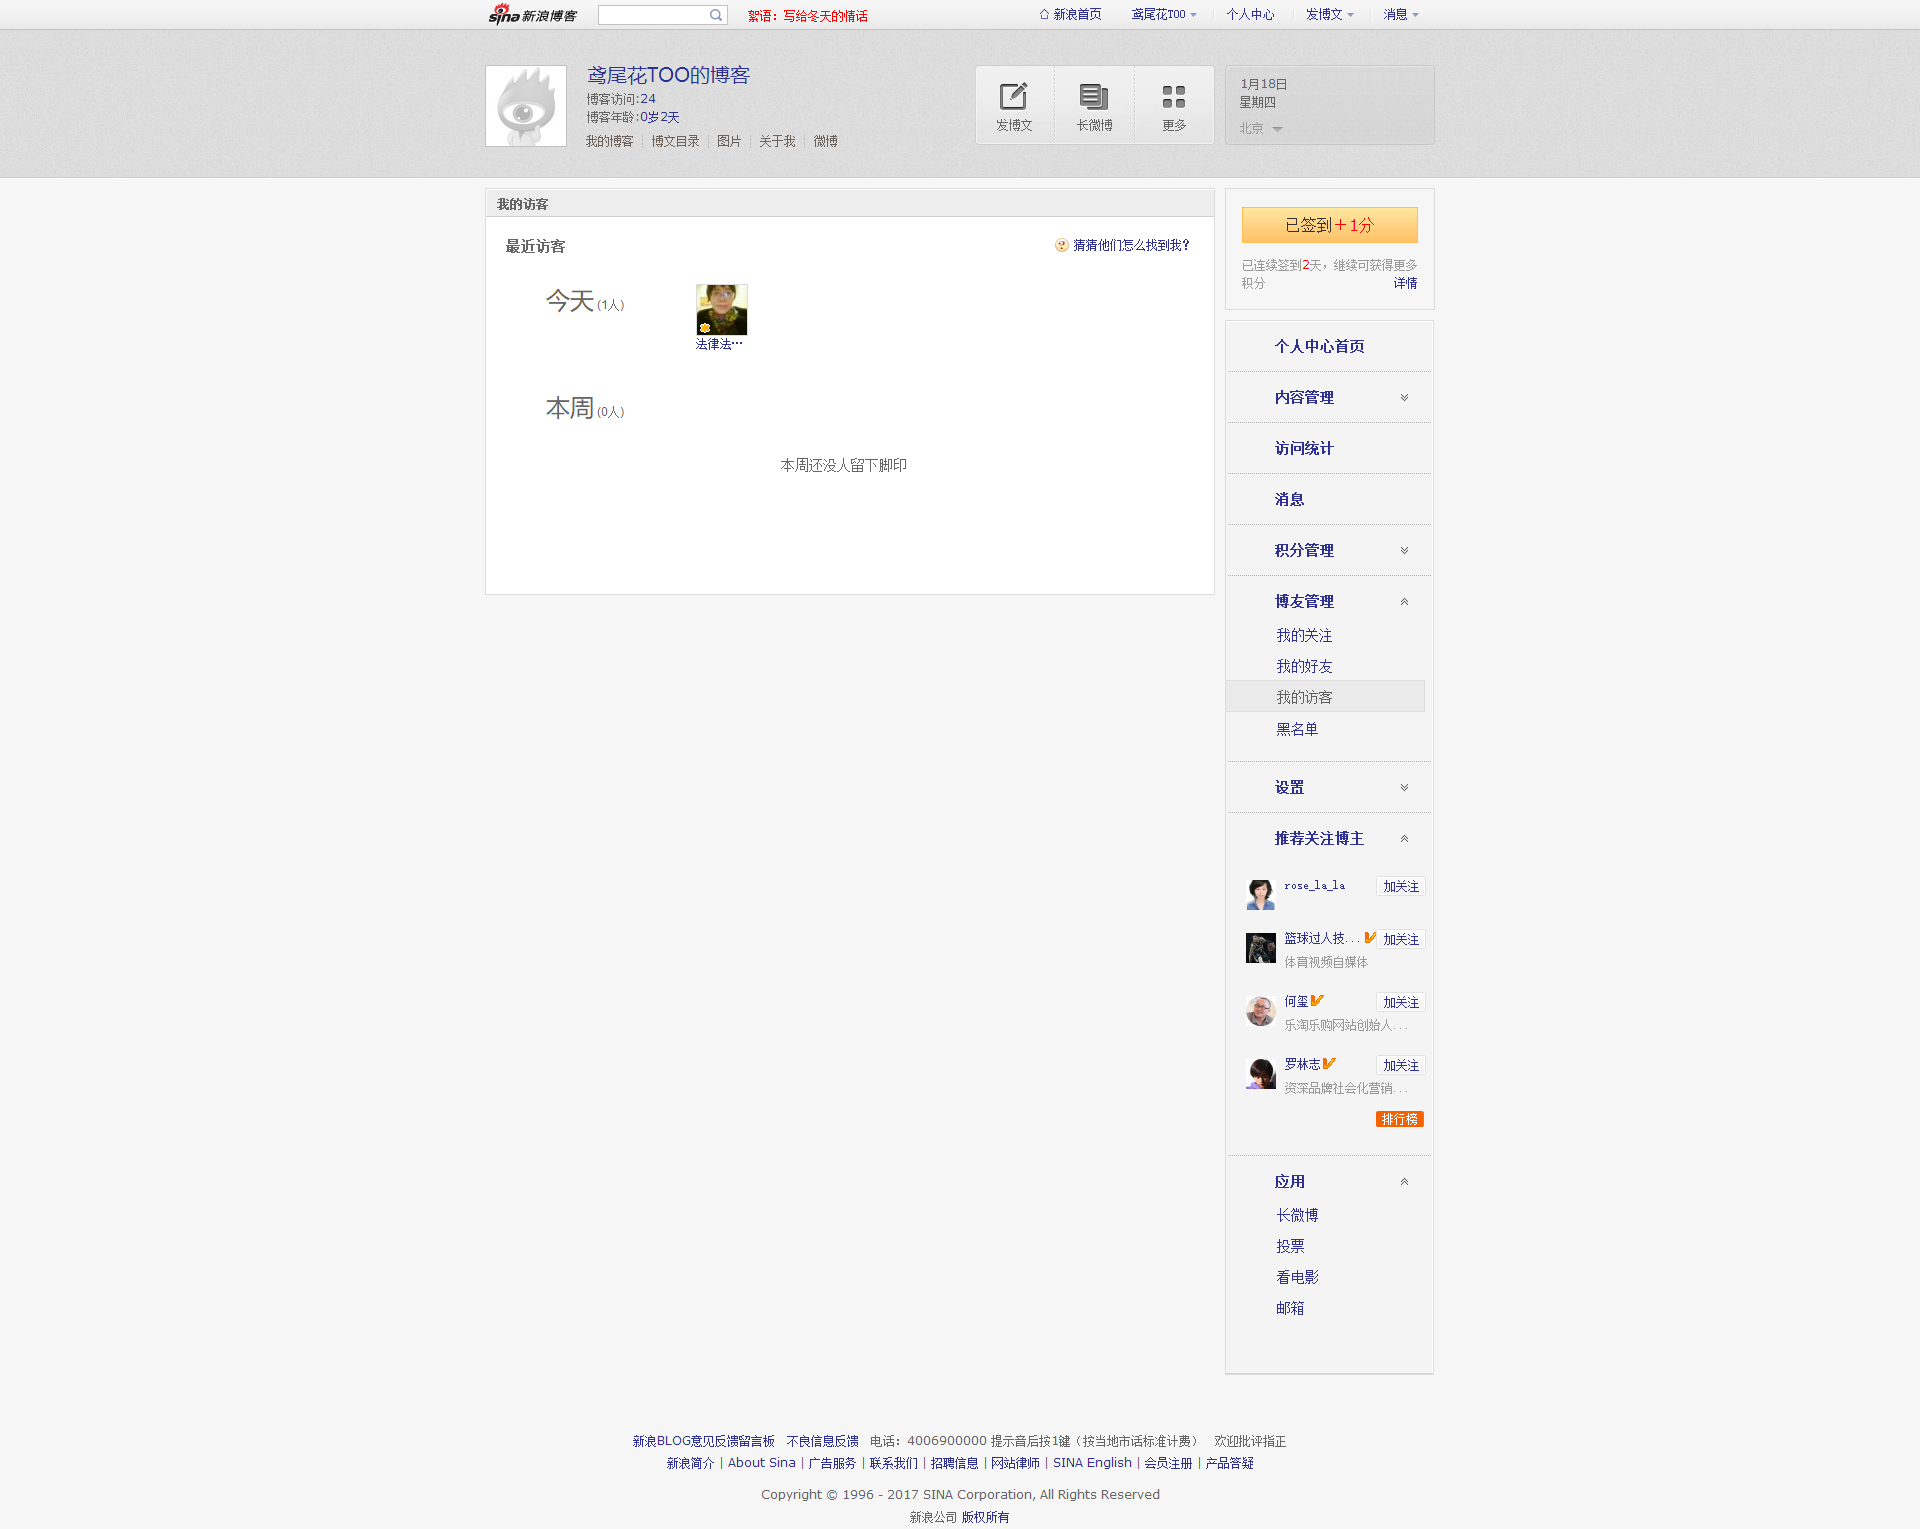 sina 新浪博客
絮语：写给冬天的情话
新浪首页
鸢尾花TOO
个人中心
发博文
消息
鸢尾花TOO的博客
博客访问:24
博客年龄:0岁2天
我的博客
博文目录
图片
关于我
微博
发博文
长微博
更多
1月18日
星期四
北京
我的访客
最近访客
猜猜他们怎么找到我?
今天(1人)
法律法…
本周(0人)
本周还没人留下脚印
已签到+1分
已连续签到2天，继续可获得更多
积分 详情
个人中心首页
内容管理
访问统计
消息
积分管理
博友管理
我的关注
我的好友
我的访客
黑名单
设置
推荐关注博主
rose_la_la 加关注
篮球过人技... 加关注
体育视频自媒体
何玺 加关注
乐淘乐购网站创始人...
罗林志 加关注
资深品牌社会化营销...
排行榜
应用
长微博
投票
看电影
邮箱
新浪BLOG意见反馈留言板 不良信息反馈 电话：4006900000 提示音后按1键（按当地市话标准计费） 欢迎批评指正
新浪简介 | About Sina | 广告服务 | 联系我们 | 招聘信息 | 网站律师 | SINA English | 会员注册 | 产品答疑
Copyright © 1996 - 2017 SINA Corporation, All Rights Reserved
新浪公司 版权所有